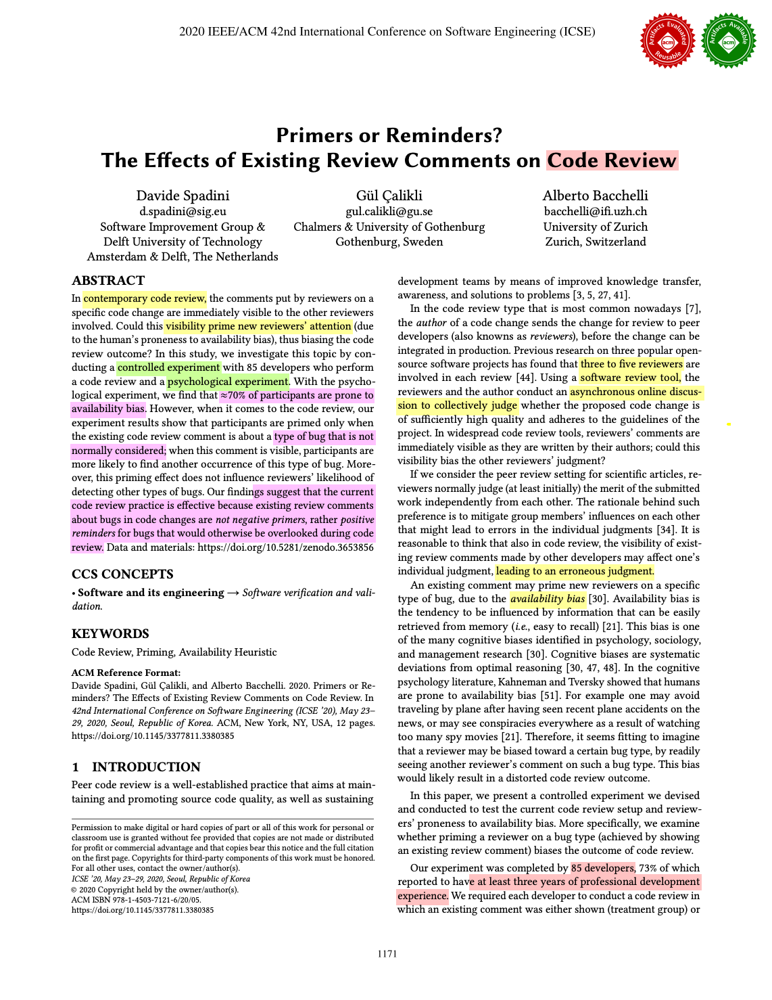 2020 IEEE/ACM 42nd International Conference on Software Engineering (ICSE)
Artifacts Evaluated
acm
Reusable
Artifacts Available
acm
Primers or Reminders?
The Effects of Existing Review Comments on Code Review
Davide Spadini
d.spadini@sig.eu
Software Improvement Group &
Delft University of Technology
Amsterdam & Delft, The Netherlands
Gül Çalikli
gul.calikli@gu.se
Chalmers & University of Gothenburg
Gothenburg, Sweden
Alberto Bacchelli
bacchelli@ifi.uzh.ch
University of Zurich
Zurich, Switzerland
ABSTRACT
In contemporary code review, the comments put by reviewers on a
specific code change are immediately visible to the other reviewers
involved. Could this visibility prime new reviewers' attention (due
to the human's proneness to availability bias), thus biasing the code
review outcome? In this study, we investigate this topic by con-
ducting a controlled experiment with 85 developers who perform
a code review and a psychological experiment. With the psycho-
logical experiment, we find that ≈70% of participants are prone to
availability bias. However, when it comes to the code review, our
experiment results show that participants are primed only when
the existing code review comment is about a type of bug that is not
normally considered; when this comment is visible, participants are
more likely to find another occurrence of this type of bug. More-
over, this priming effect does not influence reviewers' likelihood of
detecting other types of bugs. Our findings suggest that the current
code review practice is effective because existing review comments
about bugs in code changes are not negative primers, rather positive
reminders for bugs that would otherwise be overlooked during code
review. Data and materials: https://doi.org/10.5281/zenodo.3653856
CCS CONCEPTS
• Software and its engineering → Software verification and vali-
dation.
KEYWORDS
Code Review, Priming, Availability Heuristic
ACM Reference Format:
Davide Spadini, Gül Çalikli, and Alberto Bacchelli. 2020. Primers or Re-
minders? The Effects of Existing Review Comments on Code Review. In
42nd International Conference on Software Engineering (ICSE '20), May 23–
29, 2020, Seoul, Republic of Korea. ACM, New York, NY, USA, 12 pages.
https://doi.org/10.1145/3377811.3380385
1 INTRODUCTION
Peer code review is a well-established practice that aims at main-
taining and promoting source code quality, as well as sustaining
Permission to make digital or hard copies of part or all of this work for personal or
classroom use is granted without fee provided that copies are not made or distributed
for profit or commercial advantage and that copies bear this notice and the full citation
on the first page. Copyrights for third-party components of this work must be honored.
For all other uses, contact the owner/author(s).
ICSE '20, May 23–29, 2020, Seoul, Republic of Korea
© 2020 Copyright held by the owner/author(s).
ACM ISBN 978-1-4503-7121-6/20/05.
https://doi.org/10.1145/3377811.3380385
development teams by means of improved knowledge transfer,
awareness, and solutions to problems [3, 5, 27, 41].
In the code review type that is most common nowadays [7],
the author of a code change sends the change for review to peer
developers (also knowns as reviewers), before the change can be
integrated in production. Previous research on three popular open-
source software projects has found that three to five reviewers are
involved in each review [44]. Using a software review tool, the
reviewers and the author conduct an asynchronous online discus-
sion to collectively judge whether the proposed code change is
of sufficiently high quality and adheres to the guidelines of the
project. In widespread code review tools, reviewers' comments are
immediately visible as they are written by their authors; could this
visibility bias the other reviewers' judgment?
If we consider the peer review setting for scientific articles, re-
viewers normally judge (at least initially) the merit of the submitted
work independently from each other. The rationale behind such
preference is to mitigate group members' influences on each other
that might lead to errors in the individual judgments [34]. It is
reasonable to think that also in code review, the visibility of exist-
ing review comments made by other developers may affect one's
individual judgment, leading to an erroneous judgment.
An existing comment may prime new reviewers on a specific
type of bug, due to the availability bias [30]. Availability bias is
the tendency to be influenced by information that can be easily
retrieved from memory (i.e., easy to recall) [21]. This bias is one
of the many cognitive biases identified in psychology, sociology,
and management research [30]. Cognitive biases are systematic
deviations from optimal reasoning [30, 47, 48]. In the cognitive
psychology literature, Kahneman and Tversky showed that humans
are prone to availability bias [51]. For example one may avoid
traveling by plane after having seen recent plane accidents on the
news, or may see conspiracies everywhere as a result of watching
too many spy movies [21]. Therefore, it seems fitting to imagine
that a reviewer may be biased toward a certain bug type, by readily
seeing another reviewer's comment on such a bug type. This bias
would likely result in a distorted code review outcome.
In this paper, we present a controlled experiment we devised
and conducted to test the current code review setup and review-
ers' proneness to availability bias. More specifically, we examine
whether priming a reviewer on a bug type (achieved by showing
an existing review comment) biases the outcome of code review.
Our experiment was completed by 85 developers, 73% of which
reported to have at least three years of professional development
experience. We required each developer to conduct a code review in
which an existing comment was either shown (treatment group) or
1171